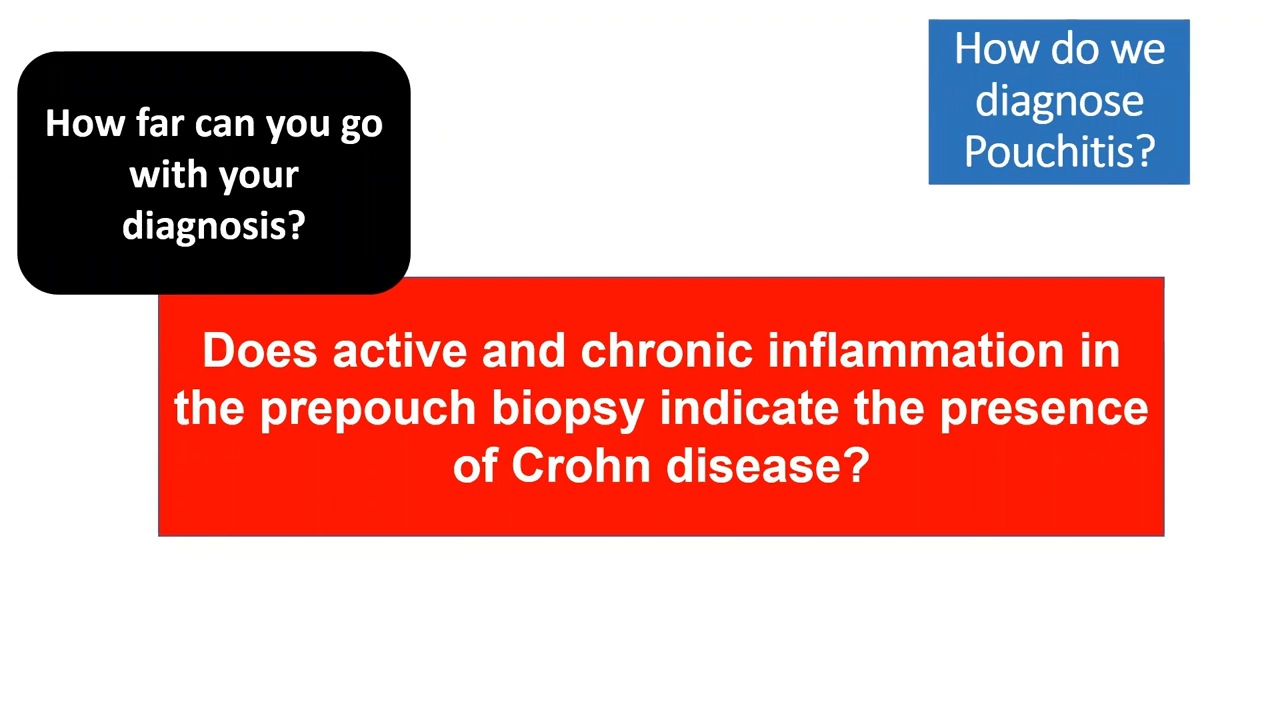 How far can you go
with your
diagnosis?
How do we
diagnose
Pouchitis?
Does active and chronic inflammation in
the prepouch biopsy indicate the presence
of Crohn disease?